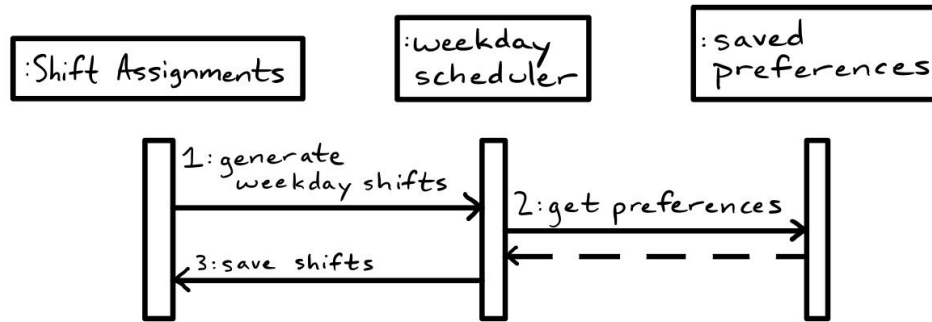 :Shift Assignments
:weekday
scheduler
:saved
preferences
1:generate
weekday shifts
2:get preferences
3:save shifts